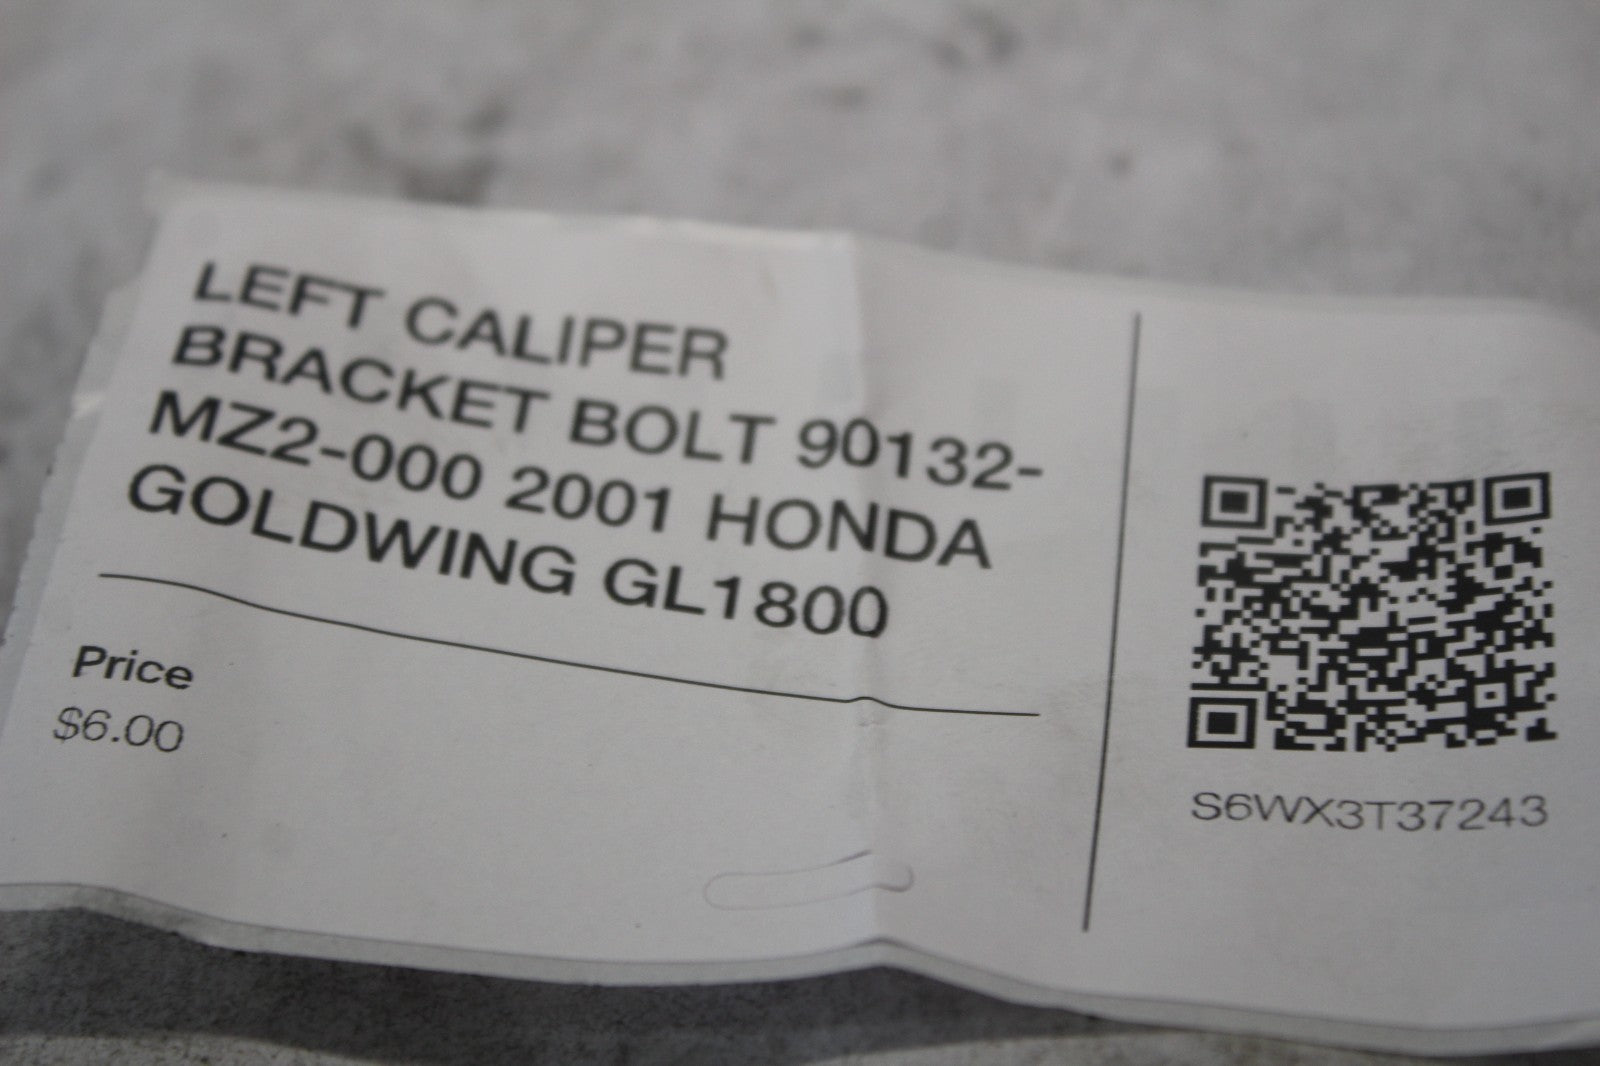 LEFT CALIPER
BRACKET BOLT 90132-
MZ2-000 2001 HONDA
GOLDWING GL1800
Price
$6.00
S6WX3T37243